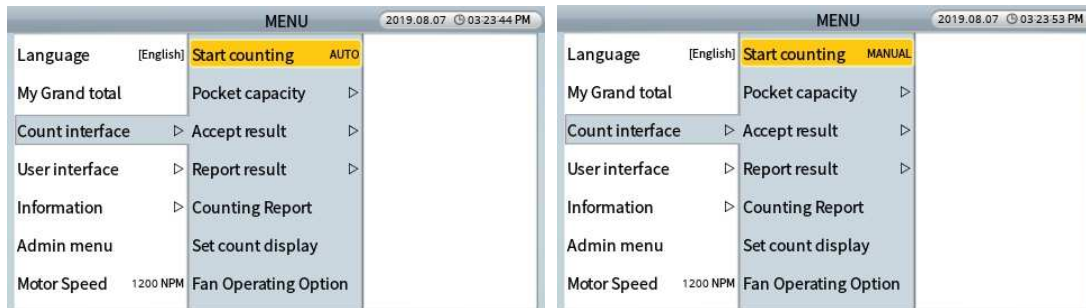 MENU 2019.08.07 03:23:44 PM
Language [English] Start counting AUTO
My Grand total Pocket capacity
Count interface Accept result
User interface Report result
Information Counting Report
Admin menu Set count display
Motor Speed 1200 NPM Fan Operating Option
MENU 2019.08.07 03:23:53 PM
Language [English] Start counting MANUAL
My Grand total Pocket capacity
Count interface Accept result
User interface Report result
Information Counting Report
Admin menu Set count display
Motor Speed 1200 NPM Fan Operating Option